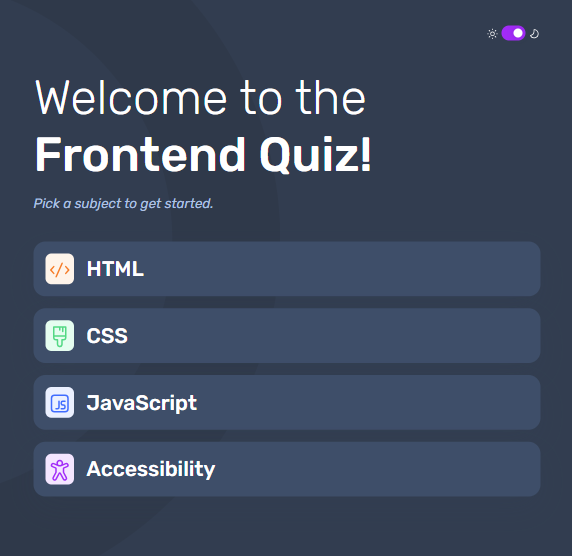 Welcome to the
Frontend Quiz!
Pick a subject to get started.
</> HTML
CSS
JS JavaScript
Accessibility